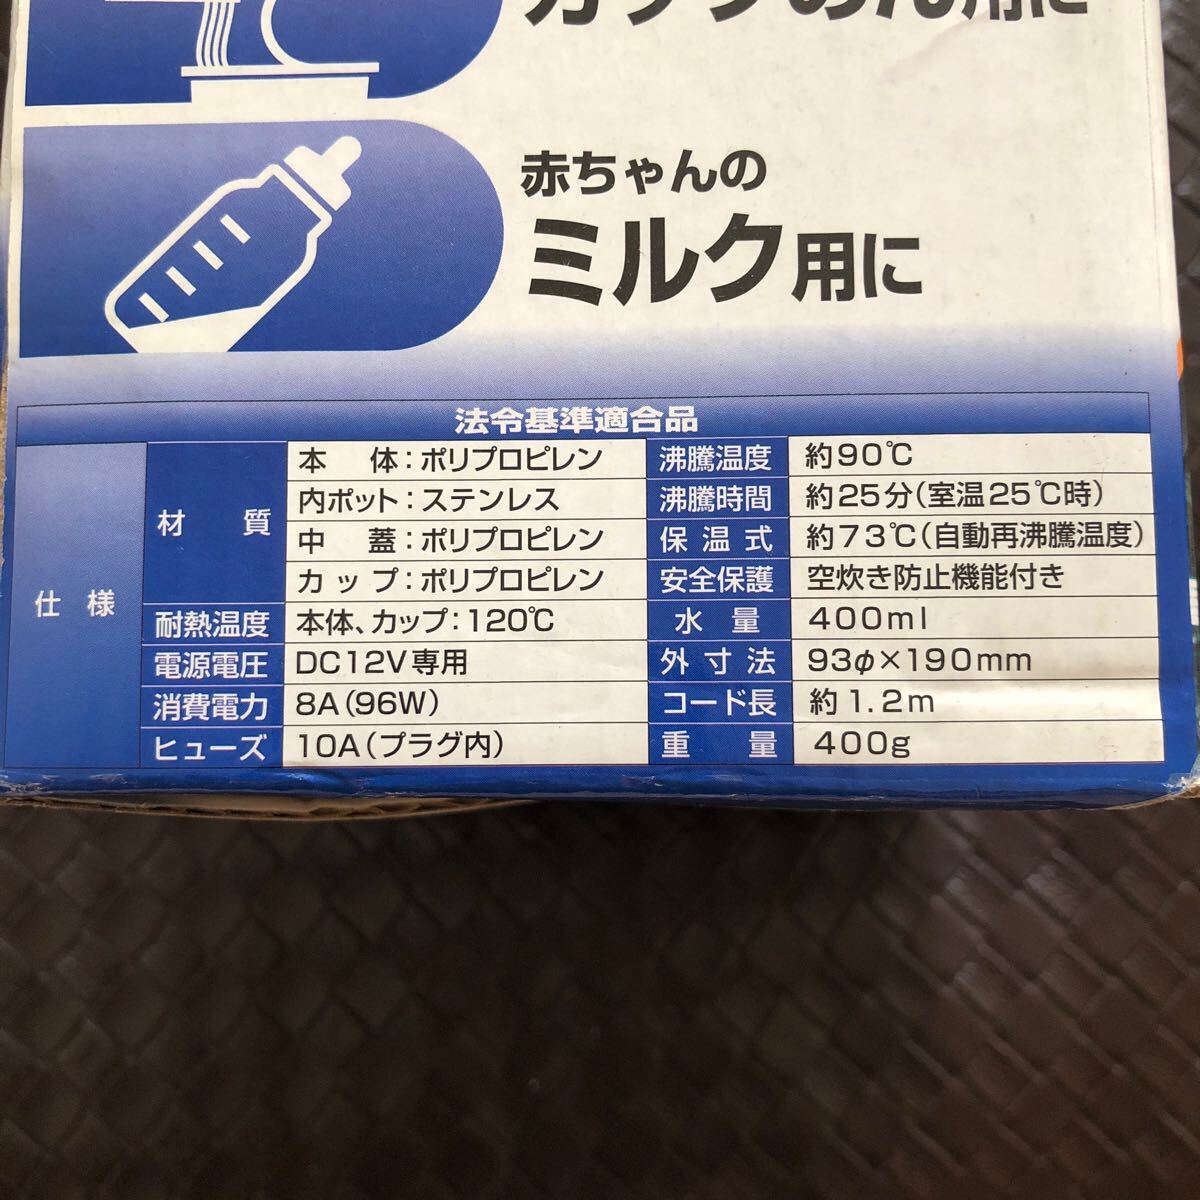 カップめん用に
赤ちゃんの
ミルク用に
法令基準適合品
仕様
材質
本体：ポリプロピレン
内ポット：ステンレス
中蓋：ポリプロピレン
カップ：ポリプロピレン
耐熱温度 本体、カップ：120℃
電源電圧 DC12V専用
消費電力 8A（96W）
ヒューズ 10A（プラグ内）
沸騰温度 約90℃
沸騰時間 約25分（室温25℃時）
保温式 約73℃（自動再沸騰温度）
安全保護 空炊き防止機能付き
水量 400ml
外寸法 93φ×190mm
コード長 約1.2m
重量 400g